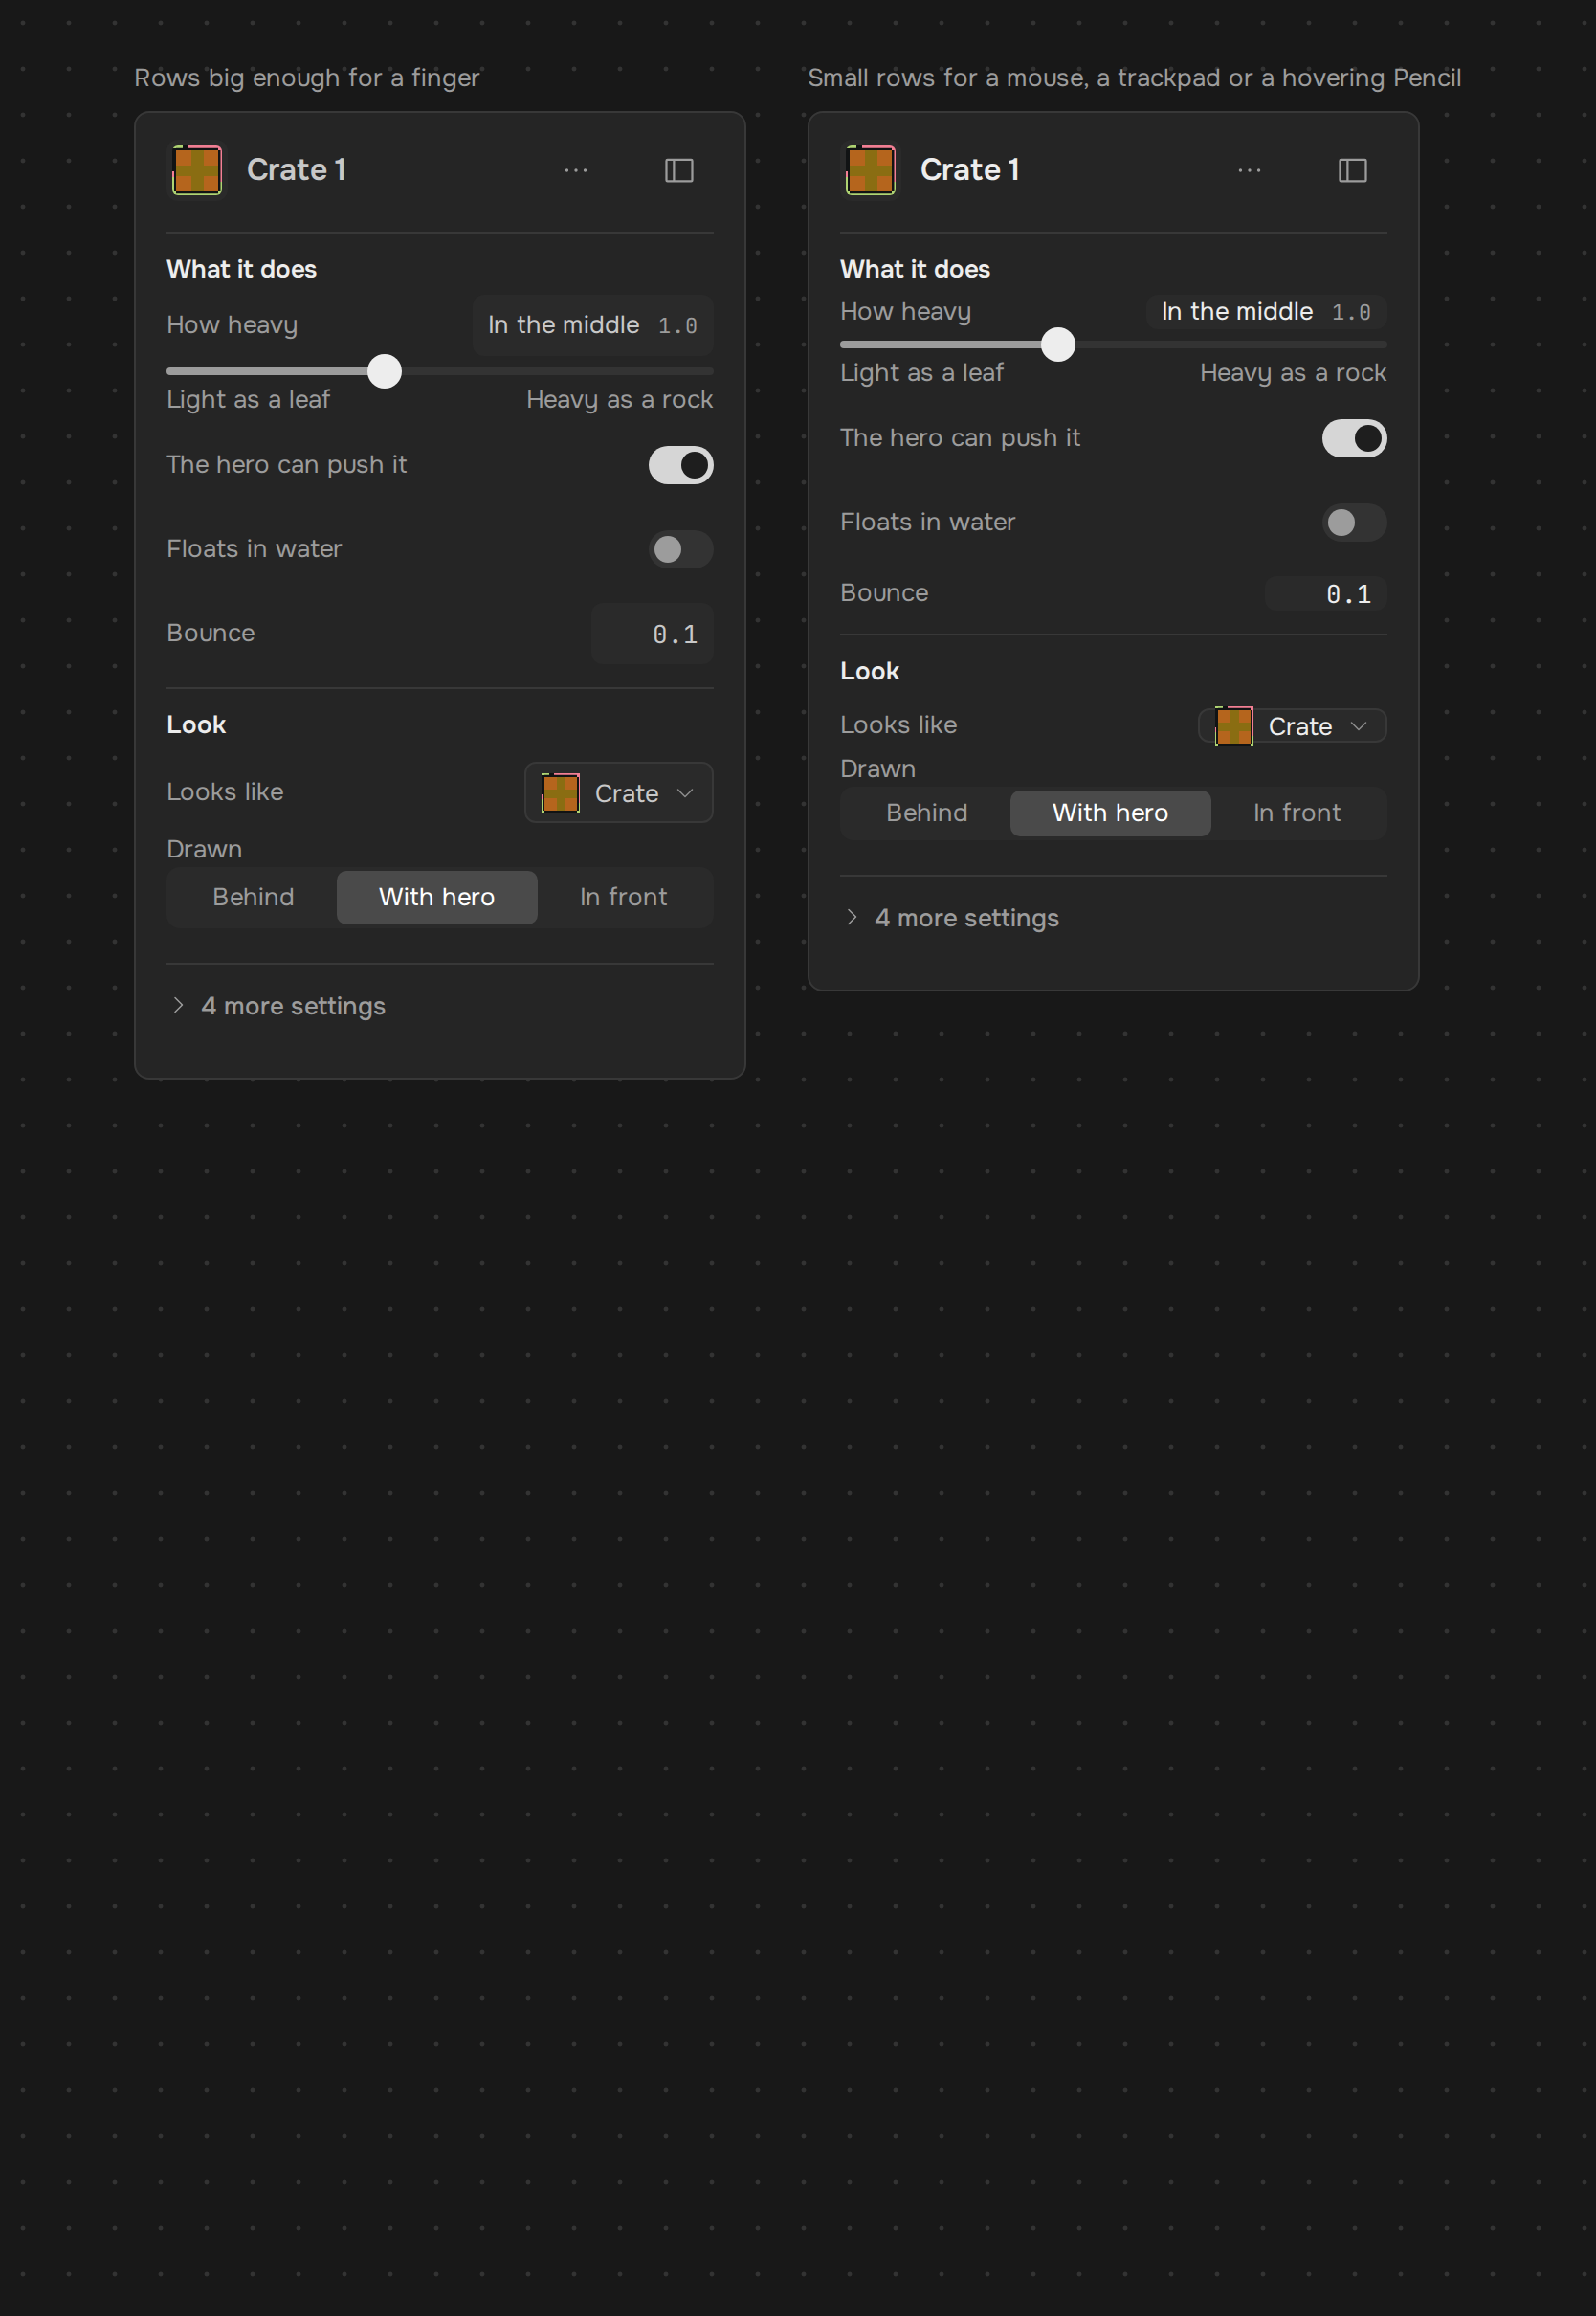 Rows big enough for a finger
Crate 1
What it does
How heavy
In the middle 1.0
Light as a leaf
Heavy as a rock
The hero can push it
Floats in water
Bounce
0.1
Look
Looks like
Crate
Drawn
Behind
With hero
In front
4 more settings
Small rows for a mouse, a trackpad or a hovering Pencil
Crate 1
What it does
How heavy
In the middle 1.0
Light as a leaf
Heavy as a rock
The hero can push it
Floats in water
Bounce
0.1
Look
Looks like
Crate
Drawn
Behind
With hero
In front
4 more settings